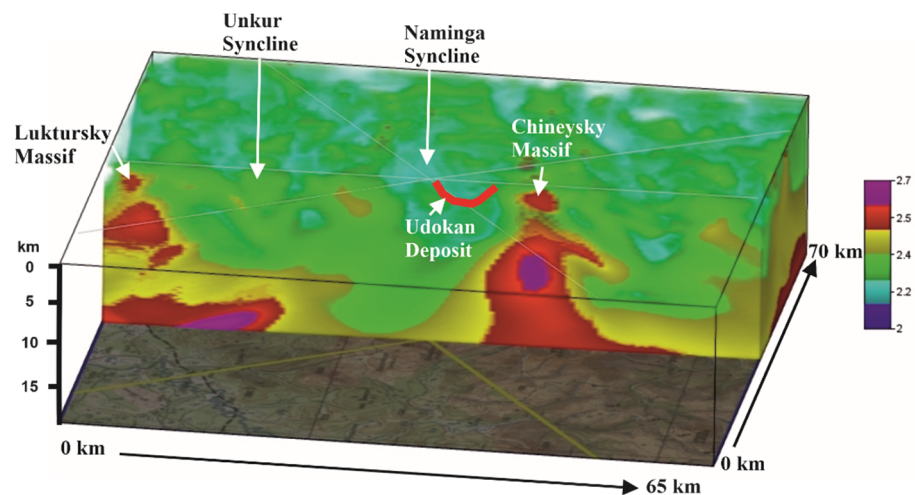 Unkur
Syncline
Naminga
Syncline
Luktursky
Massif
Chineysky
Massif
Udokan
Deposit
km
0
5
10
15
2.7
2.5
2.4
2.2
2
70 km
0 km
0 km
65 km